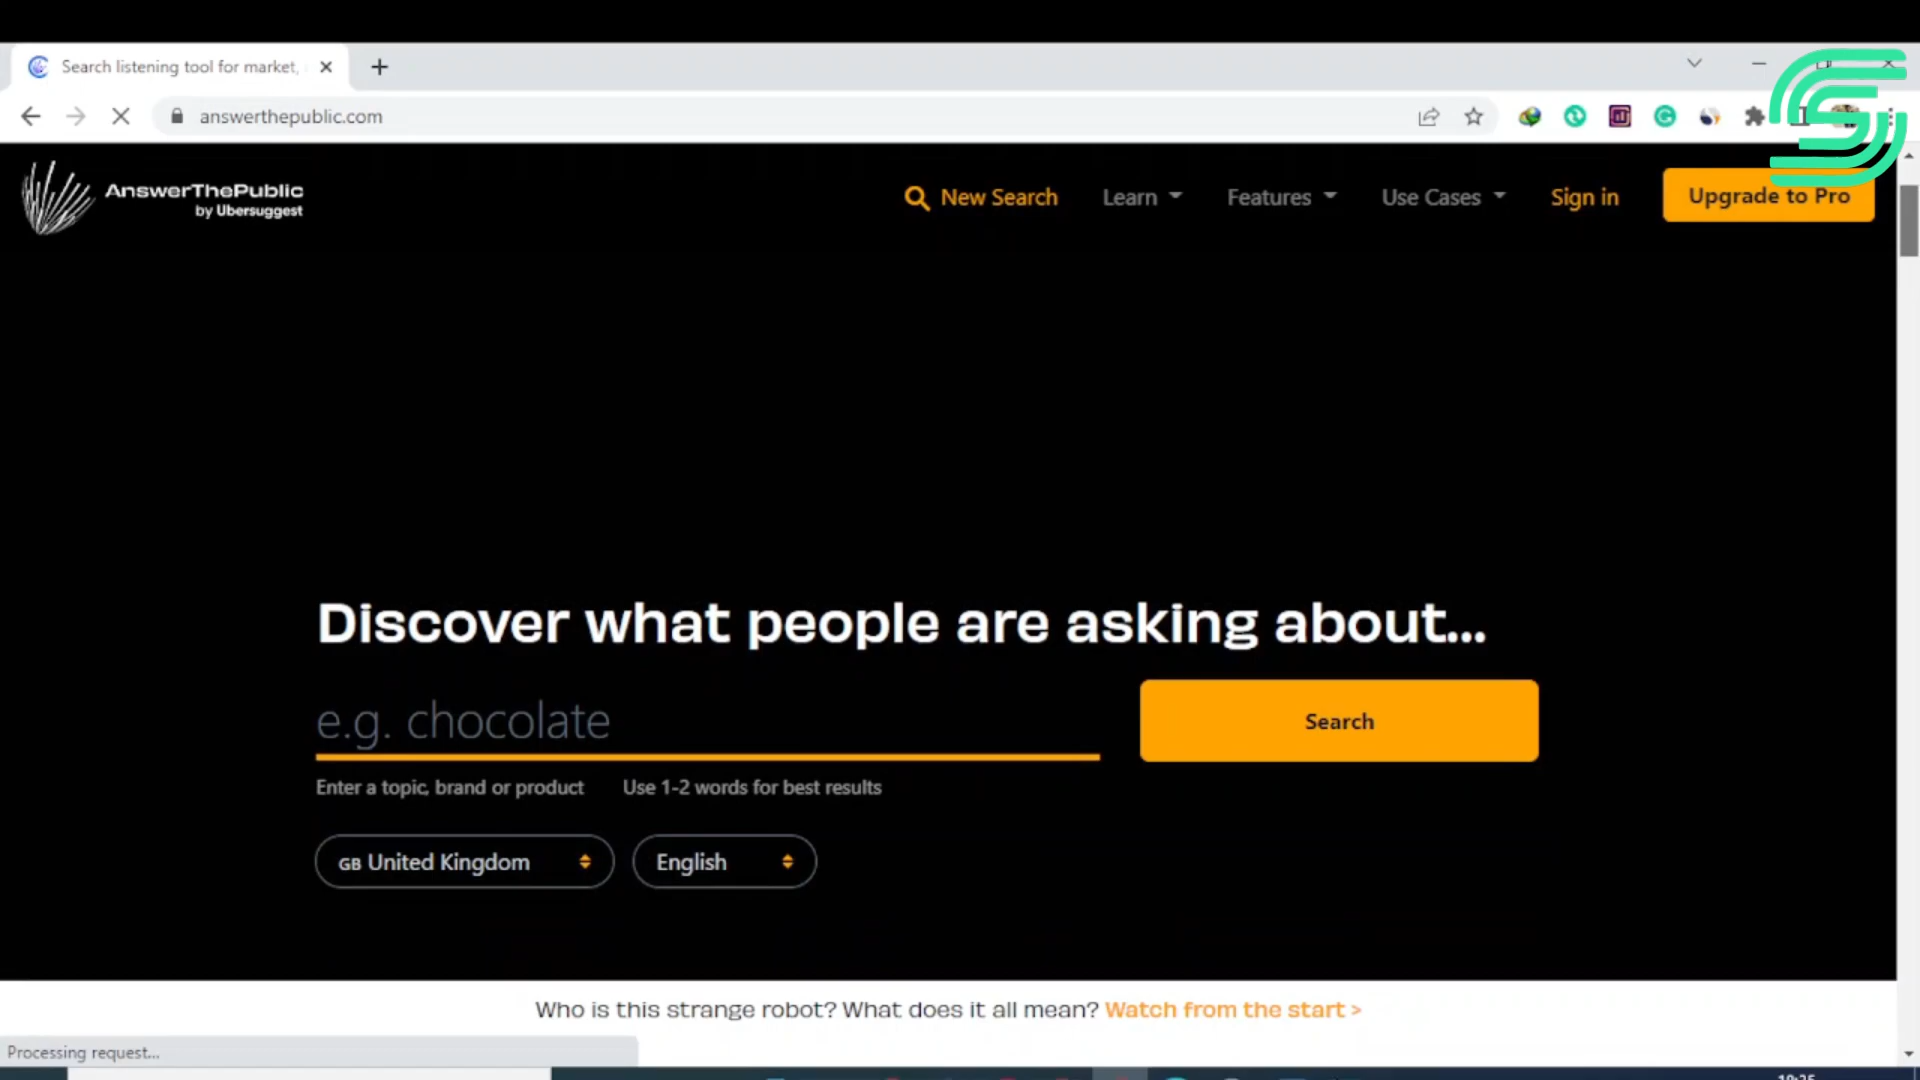 Search listening tool for market,
answerthepublic.com
AnswerThePublic
by Ubersuggest
New Search
Learn
Features
Use Cases
Sign in
Upgrade to Pro
Discover what people are asking about...
e.g. chocolate
Search
Enter a topic, brand or product
Use 1-2 words for best results
GB United Kingdom
English
Who is this strange robot? What does it all mean? Watch from the start >
Processing request...